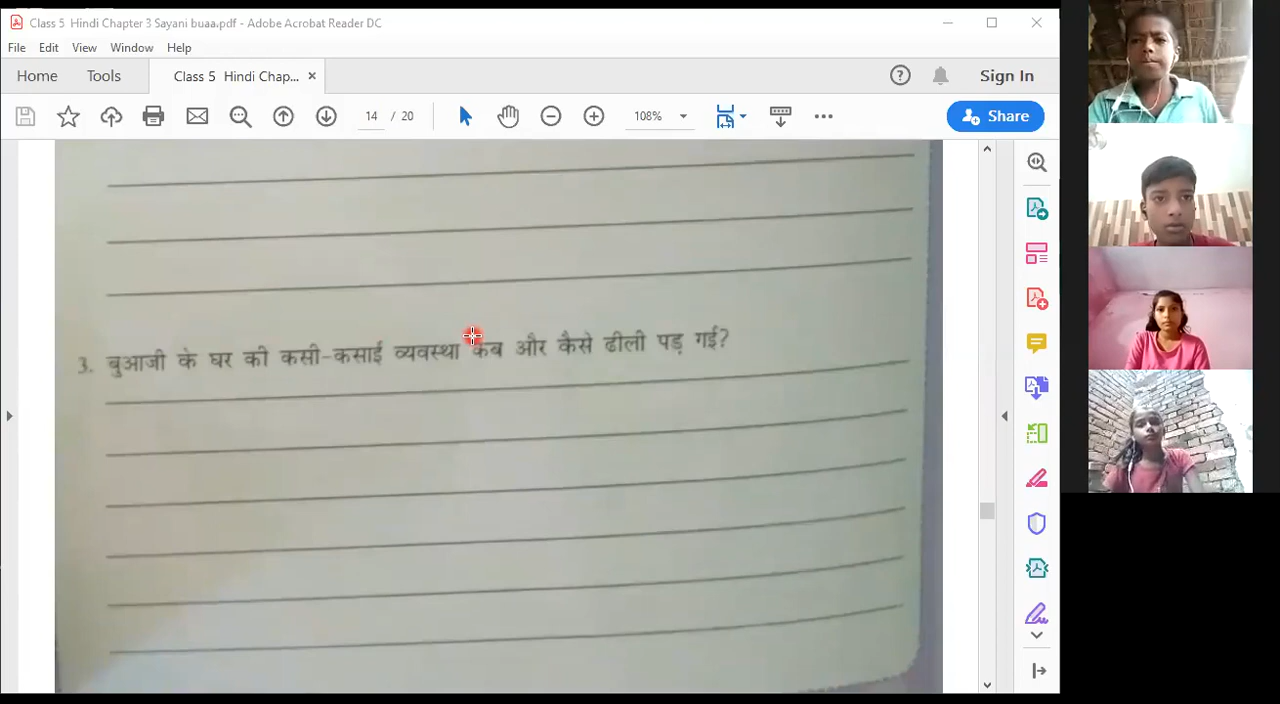 Class 5 Hindi Chapter 3 Sayani buaa.pdf - Adobe Acrobat Reader DC
File Edit View Window Help
Home Tools Class 5 Hindi Chap... × Sign In
14 / 20 108% Share
3. बुआजी के घर की कसी-कसाई व्यवस्था कब और कैसे ढीली पड़ गई?